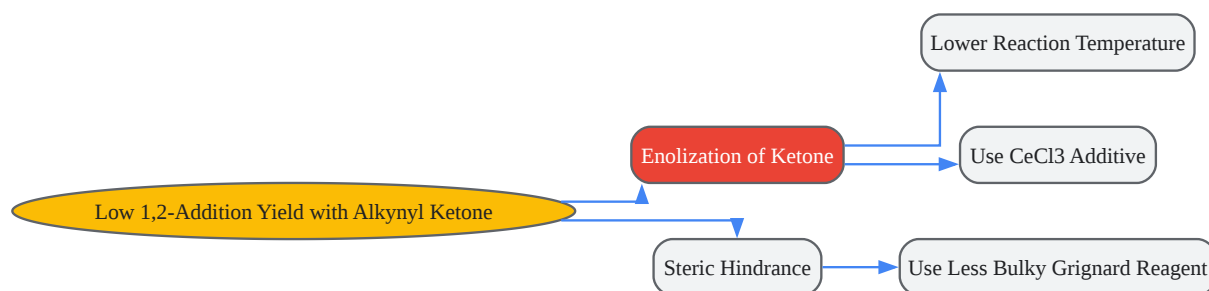 Lower Reaction Temperature
Enolization of Ketone
Use CeCl3 Additive
Low 1,2-Addition Yield with Alkynyl Ketone
Steric Hindrance
Use Less Bulky Grignard Reagent